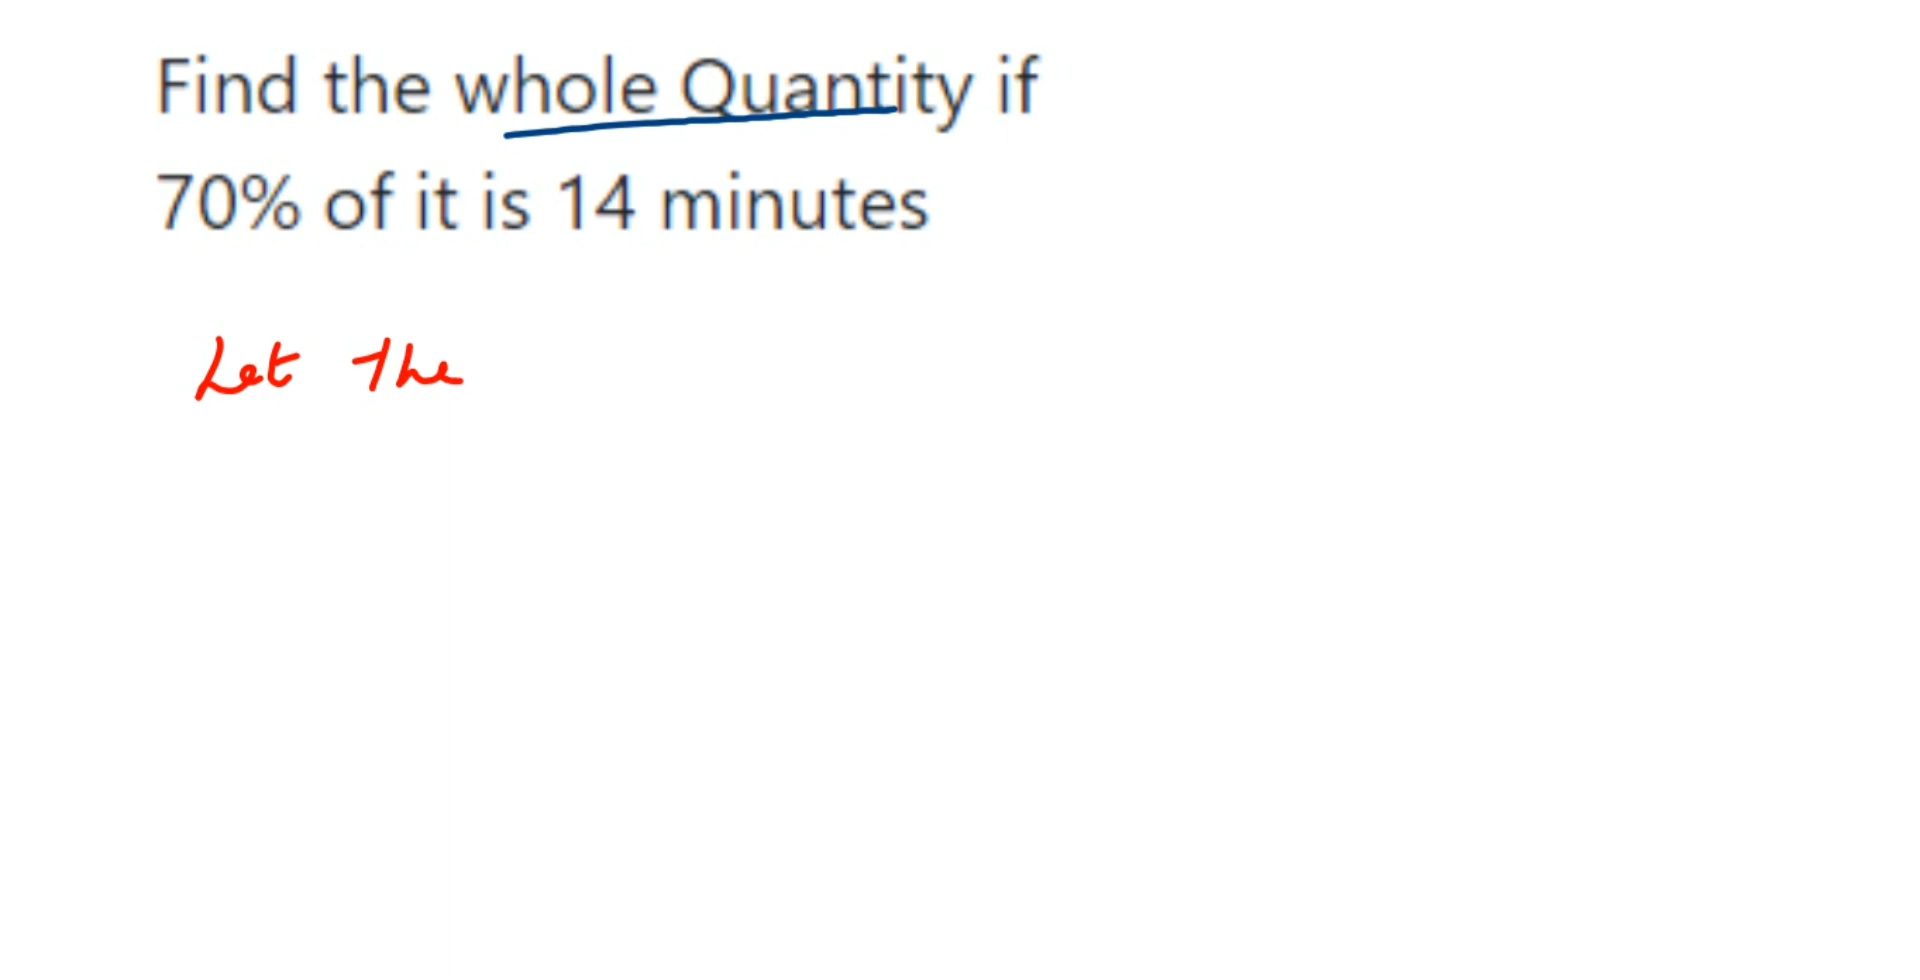 Find the whole Quantity if
70% of it is 14 minutes
Let the